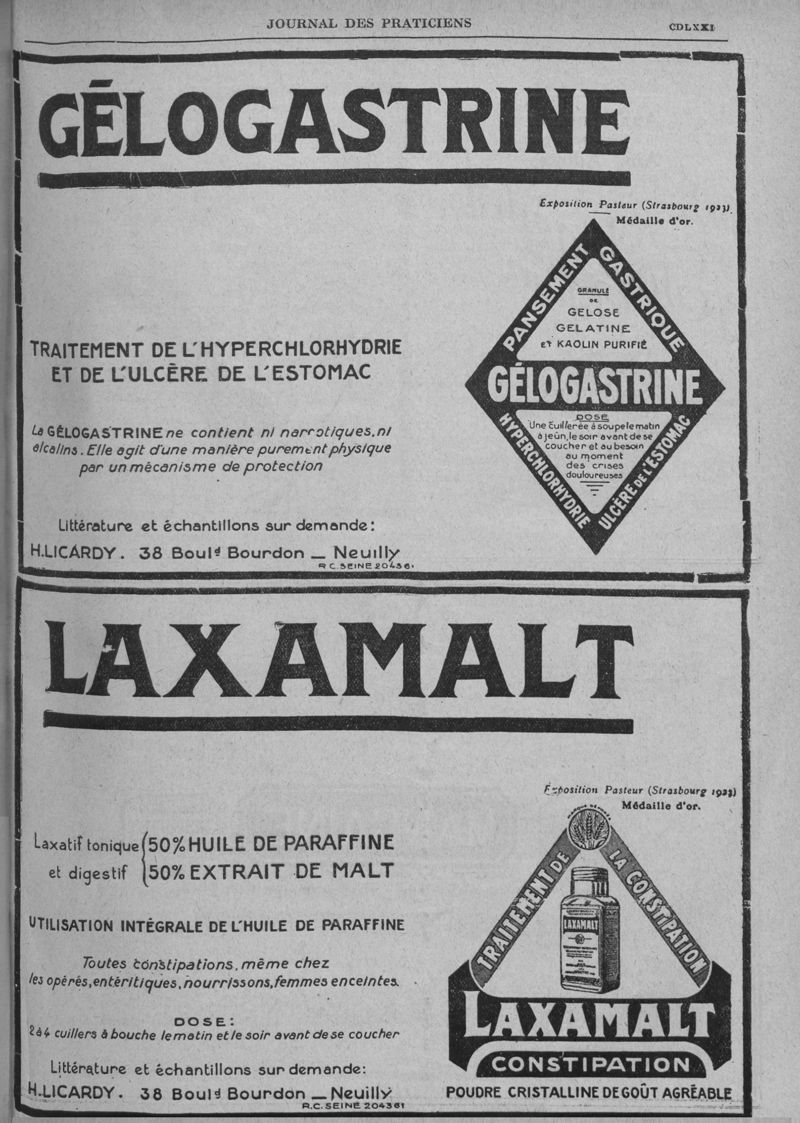 JOURNAL DES PRATICIENS
CDLXXI
GÉLOGASTRINE
Exposition Pasteur (Strasbourg 1923)
Médaille d'or.
PANSEMENT GASTRIQUE
GRANULÉ
DE
GELOSE
GELATINE
ET KAOLIN PURIFIÉ
GÉLOGASTRINE
DOSE
Une cuillerée à soupe le matin
à jeûn, le soir avant de se
coucher et au besoin
au moment
des crises
douloureuses
HYPERCHLORHYDRIE
ULCÈRE DE L'ESTOMAC
TRAITEMENT DE L'HYPERCHLORHYDRIE
ET DE L'ULCÈRE DE L'ESTOMAC
La GÉLOGASTRINE ne contient ni narcotiques, ni
alcalins. Elle agit d'une manière purement physique
par un mécanisme de protection
Littérature et échantillons sur demande:
H. LICARDY. 38 Boulᵈ Bourdon _ Neuilly
R.C. SEINE 204361
LAXAMALT
Exposition Pasteur (Strasbourg 1923)
Médaille d'or.
Laxatif tonique 50% HUILE DE PARAFFINE
et digestif 50% EXTRAIT DE MALT
UTILISATION INTÉGRALE DE L'HUILE DE PARAFFINE
Toutes constipations, même chez
les opérés, entéritiques, nourrissons, femmes enceintes.
DOSE:
2 à 4 cuillers à bouche le matin et le soir avant de se coucher
Littérature et échantillons sur demande:
H. LICARDY. 38 Boulᵈ Bourdon _ Neuilly
R.C. SEINE 204361
TRAITEMENT DE LA CONSTIPATION
LAXAMALT
LAXAMALT
CONSTIPATION
POUDRE CRISTALLINE DE GOÛT AGRÉABLE